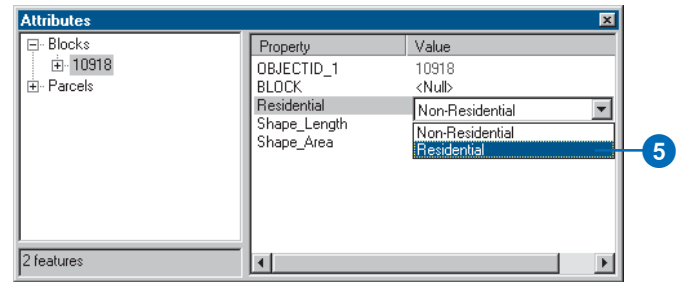 Attributes
Blocks
10918
Parcels
2 features
Property Value
OBJECTID_1 10918
BLOCK <Null>
Residential Non-Residential
Shape_Length Non-Residential
Shape_Area Residential
5